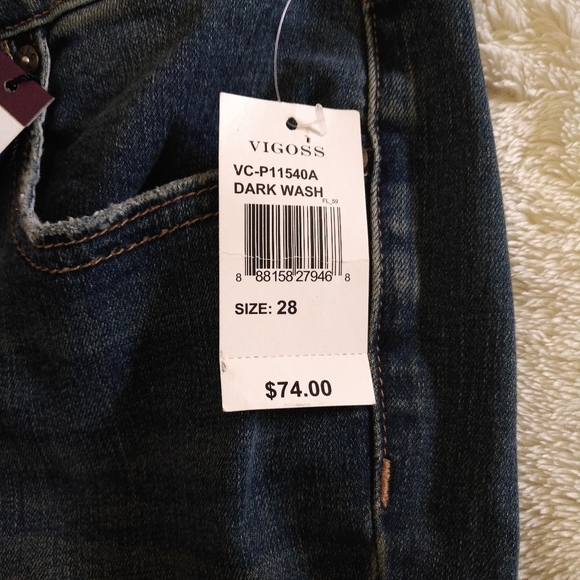 VIGOSS
VC-P11540A
DARK WASH
FL_59
8 88158 27946 8
SIZE: 28
$74.00